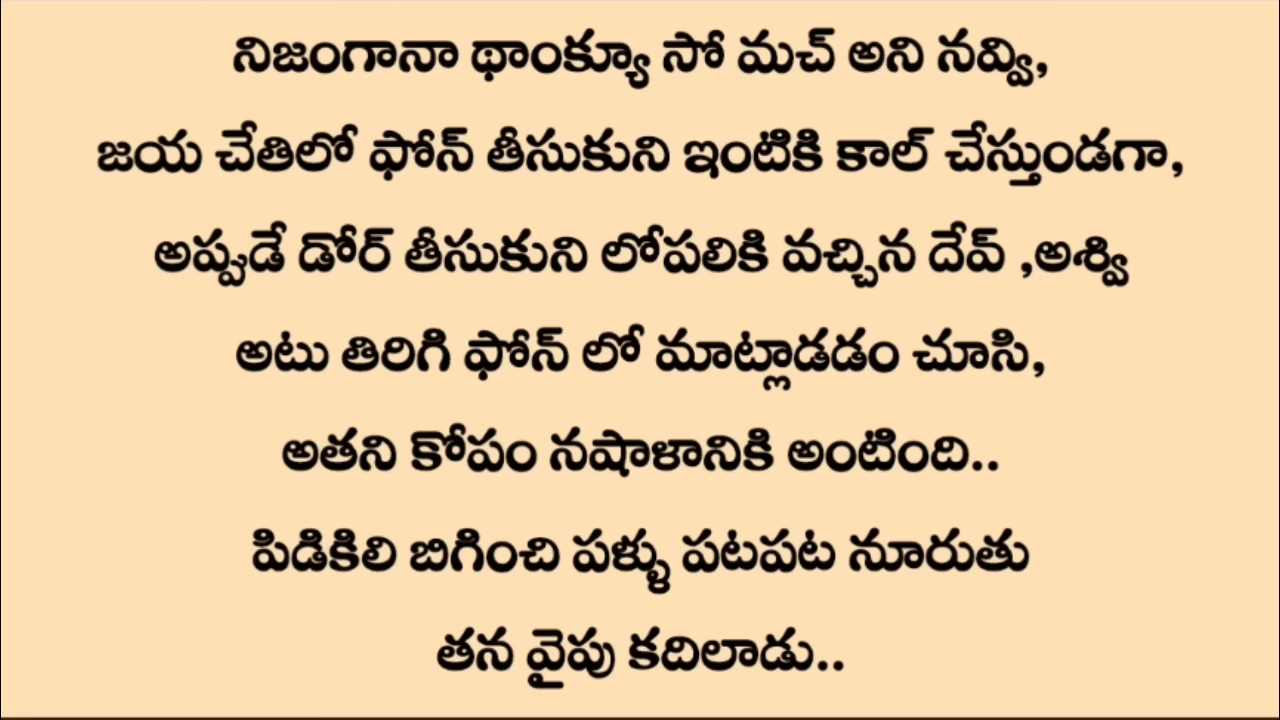 నిజంగానా థాంక్యూ సో మచ్ అని నవ్వి,
జయ చేతిలో ఫోన్ తీసుకుని ఇంటికి కాల్ చేస్తుండగా,
అప్పుడే డోర్ తీసుకుని లోపలికి వచ్చిన దేవ్ ,అశ్వి
అటు తిరిగి ఫోన్ లో మాట్లాడడం చూసి,
అతని కోపం నషాళానికి అంటింది..
పిడికిలి బిగించి పళ్ళు పటపట నూరుతు
తన వైపు కదిలాడు..